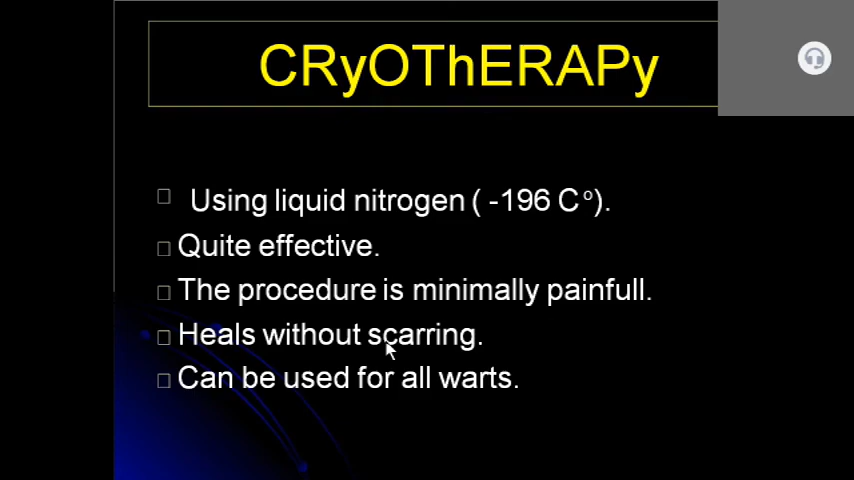 CRyOThERAPy
Using liquid nitrogen ( -196 Cº).
Quite effective.
The procedure is minimally painfull.
Heals without scarring.
Can be used for all warts.